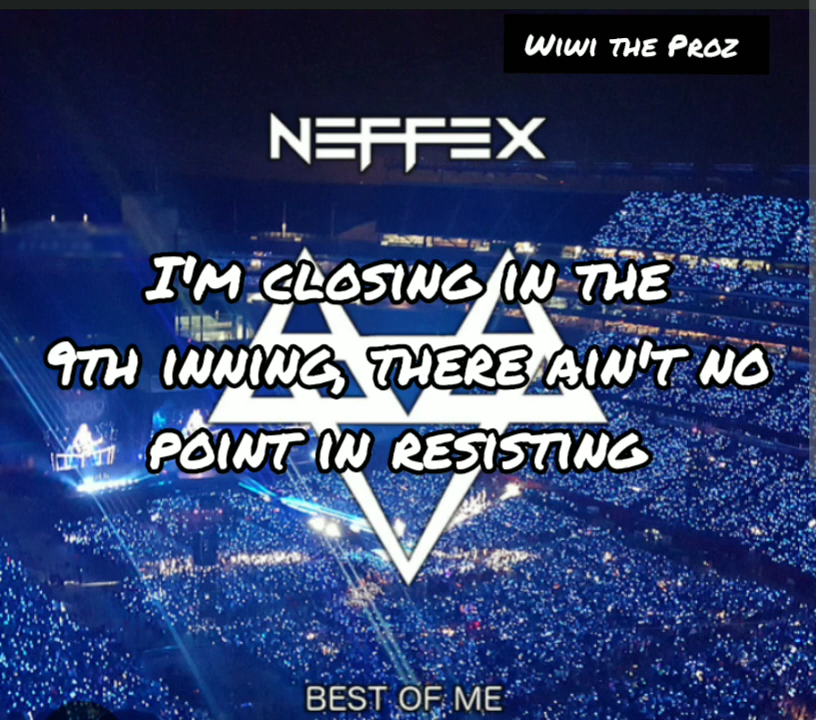 Wiwi the Proz
NEFFEX
I'm closing in the
9th inning, there ain't no
point in resisting
BEST OF ME